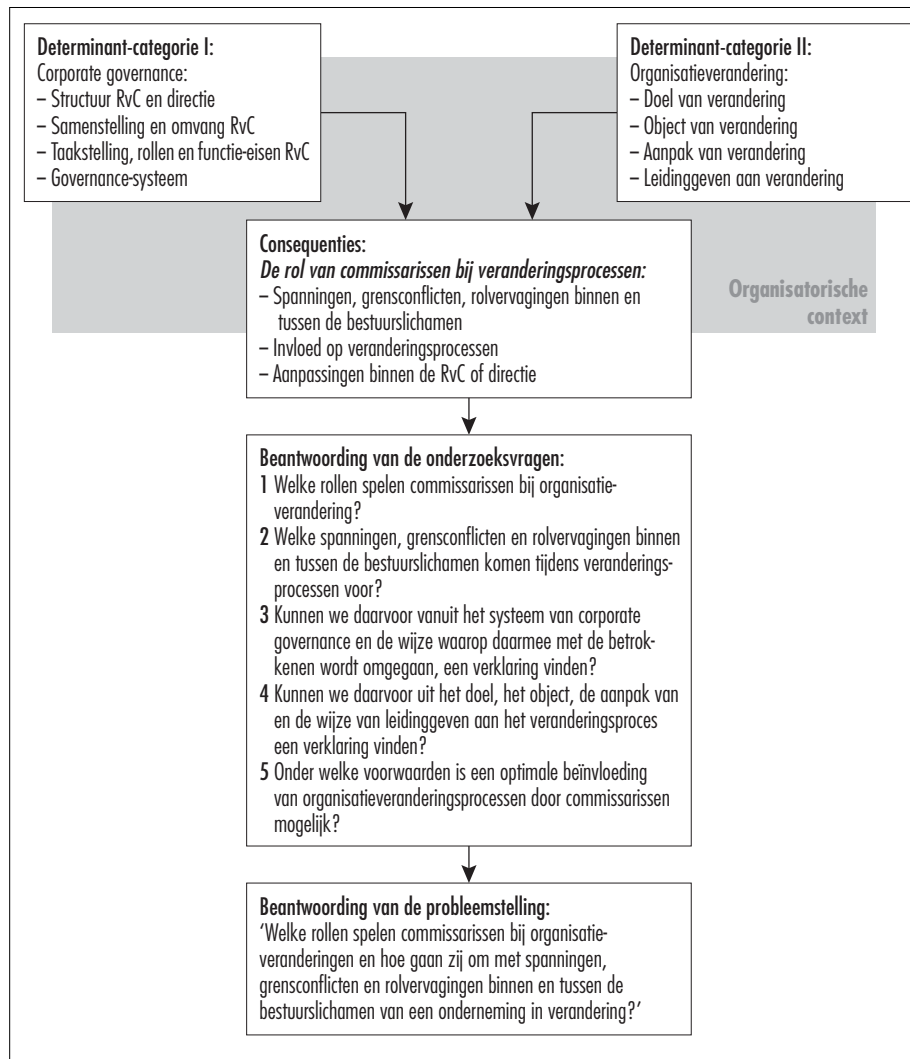 Determinant-categorie I:
Corporate governance:
– Structuur RvC en directie
– Samenstelling en omvang RvC
– Taakstelling, rollen en functie-eisen RvC
– Governance-systeem
Determinant-categorie II:
Organisatieverandering:
– Doel van verandering
– Object van verandering
– Aanpak van verandering
– Leidinggeven aan verandering
Consequenties:
De rol van commissarissen bij veranderingsprocessen:
– Spanningen, grensconflicten, rolvervagingen binnen en
tussen de bestuurslichamen
– Invloed op veranderingsprocessen
– Aanpassingen binnen de RvC of directie
Organisatorische
context
Beantwoording van de onderzoeksvragen:
1 Welke rollen spelen commissarissen bij organisatie-
verandering?
2 Welke spanningen, grensconflicten en rolvervagingen binnen
en tussen de bestuurslichamen komen tijdens veranderings-
processen voor?
3 Kunnen we daarvoor vanuit het systeem van corporate
governance en de wijze waarop daarmee met de betrok-
kenen wordt omgegaan, een verklaring vinden?
4 Kunnen we daarvoor uit het doel, het object, de aanpak van
en de wijze van leidinggeven aan het veranderingsproces
een verklaring vinden?
5 Onder welke voorwaarden is een optimale beïnvloeding
van organisatieveranderingsprocessen door commissarissen
mogelijk?
Beantwoording van de probleemstelling:
‘Welke rollen spelen commissarissen bij organisatie-
veranderingen en hoe gaan zij om met spanningen,
grensconflicten en rolvervagingen binnen en tussen de
bestuurslichamen van een onderneming in verandering?’